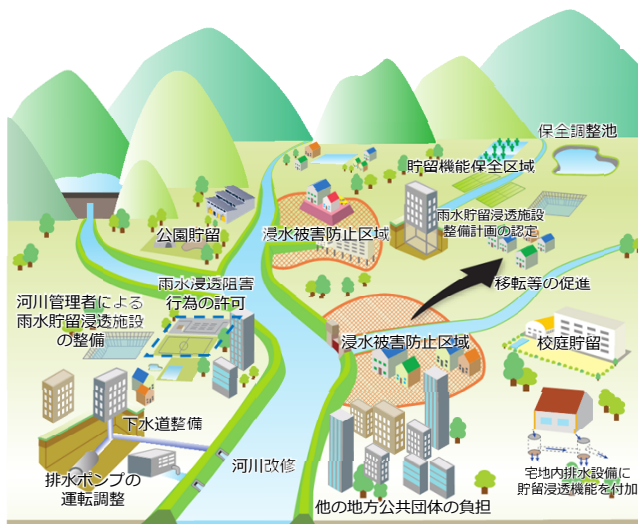 保全調整池
貯留機能保全区域
公園貯留
浸水被害防止区域
雨水貯留浸透施設
整備計画の認定
雨水浸透阻害
行為の許可
移転等の促進
河川管理者による
雨水貯留浸透施設
の整備
浸水被害防止区域
校庭貯留
下水道整備
河川改修
排水ポンプの
運転調整
宅地内排水設備に
貯留浸透機能を付加
他の地方公共団体の負担